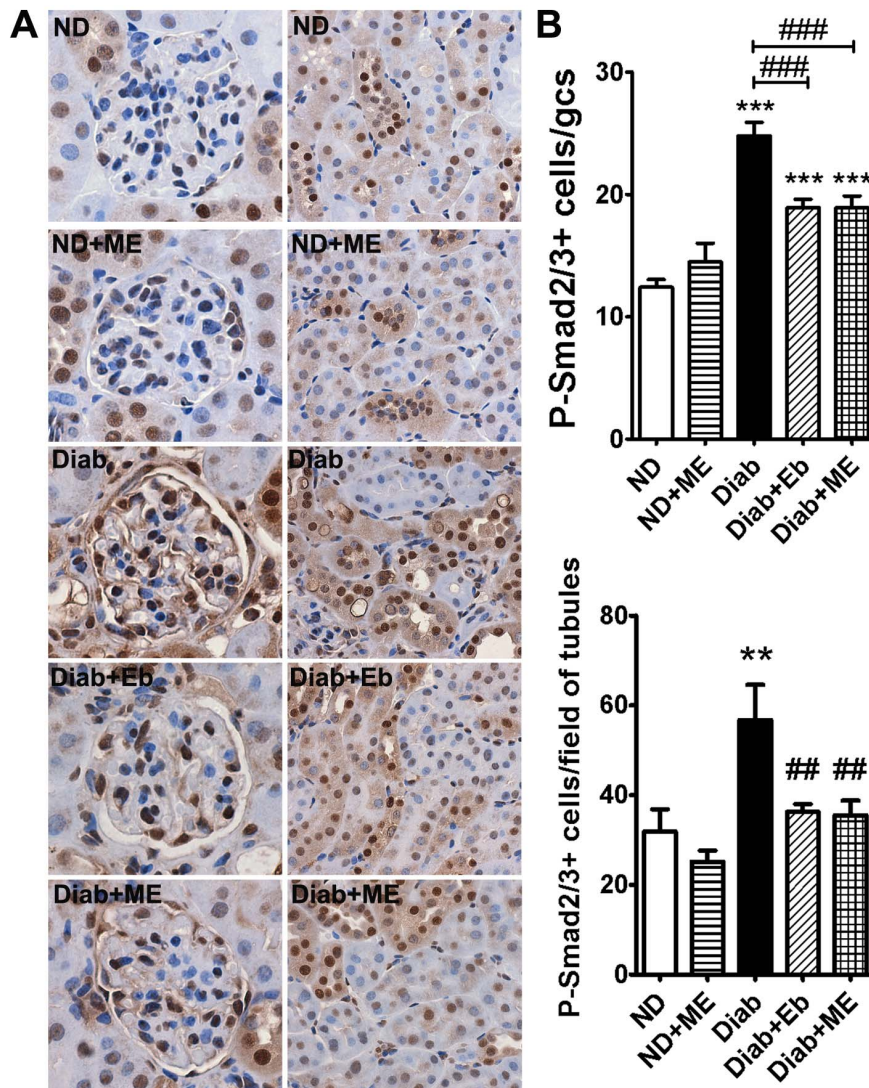 A
ND
ND
ND+ME
ND+ME
Diab
Diab
Diab+Eb
Diab+Eb
Diab+ME
Diab+ME
B
P-Smad2/3+ cells/gcs
30
20
10
0
###
###
***
***
***
ND
ND+ME
Diab
Diab+Eb
Diab+ME
P-Smad2/3+ cells/field of tubules
80
60
40
20
0
**
##
##
ND
ND+ME
Diab
Diab+Eb
Diab+ME